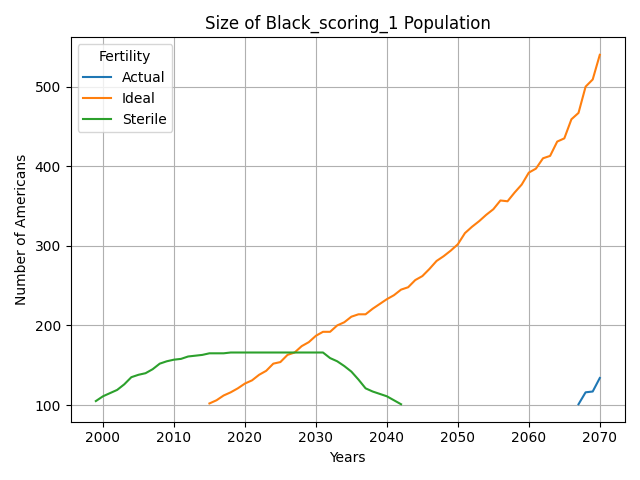 Size of Black_scoring_1 Population
Fertility
Actual
Ideal
Sterile
Number of Americans
500
400
300
200
100
2000 2010 2020 2030 2040 2050 2060 2070
Years